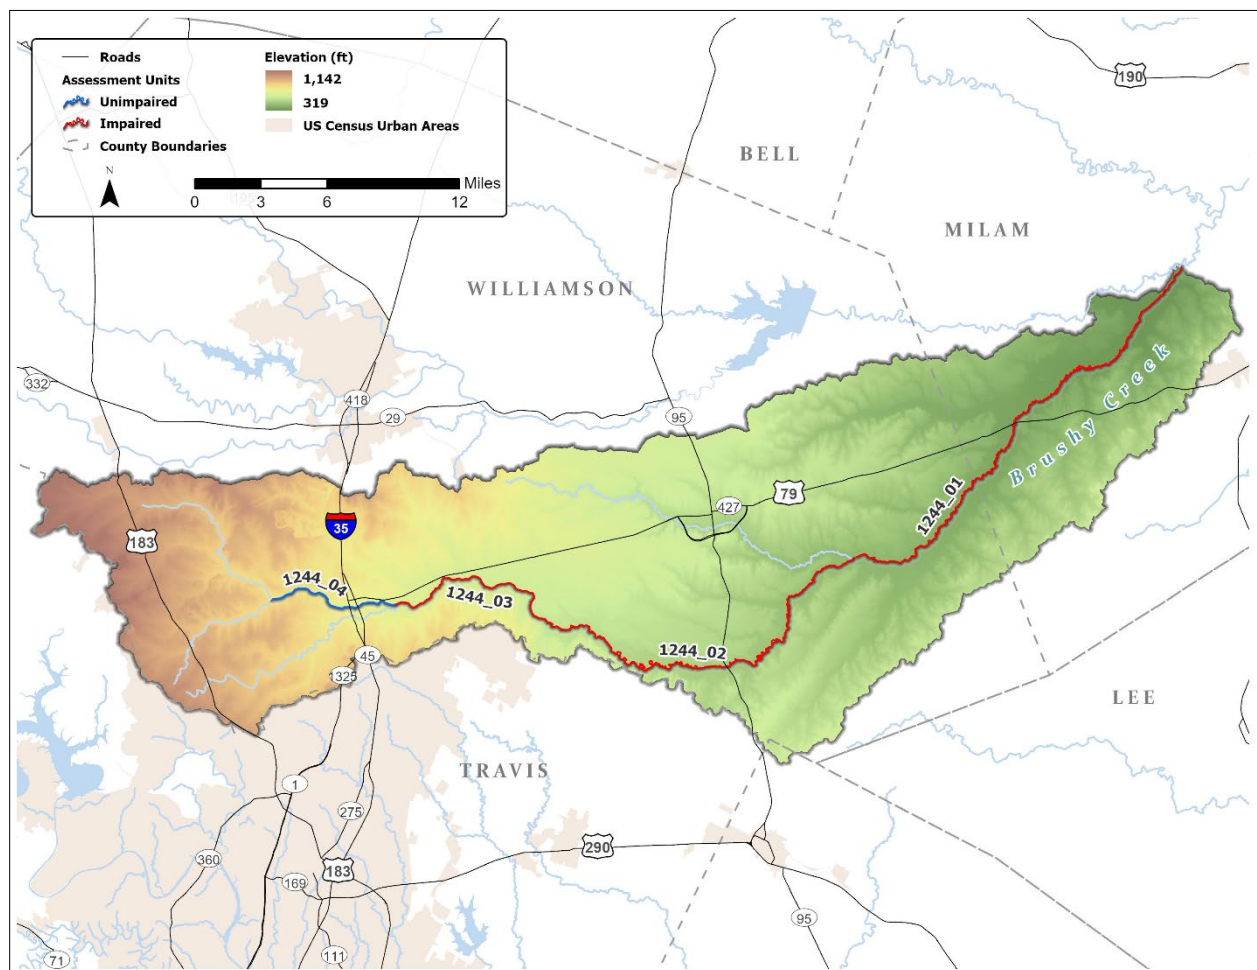 Roads
Assessment Units
Unimpaired
Impaired
County Boundaries
Elevation (ft)
1,142
319
US Census Urban Areas
N
0 3 6 12 Miles
190
BELL
MILAM
WILLIAMSON
332
418
29
95
Brushy Creek
79
427
35
183
1244_01
1244_04
1244_03
1244_02
45
1325
LEE
TRAVIS
1
275
290
360
183
169
95
111
71